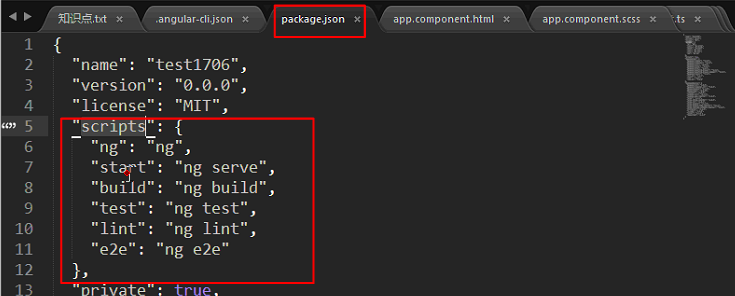 知识点.txt × .angular-cli.json × package.json × app.component.html × app.component.scss × .ts ×
1 {
2 "name": "test1706",
3 "version": "0.0.0",
4 "license": "MIT",
5 "scripts": {
6 "ng": "ng",
7 "start": "ng serve",
8 "build": "ng build",
9 "test": "ng test",
10 "lint": "ng lint",
11 "e2e": "ng e2e"
12 },
13 "private": true,